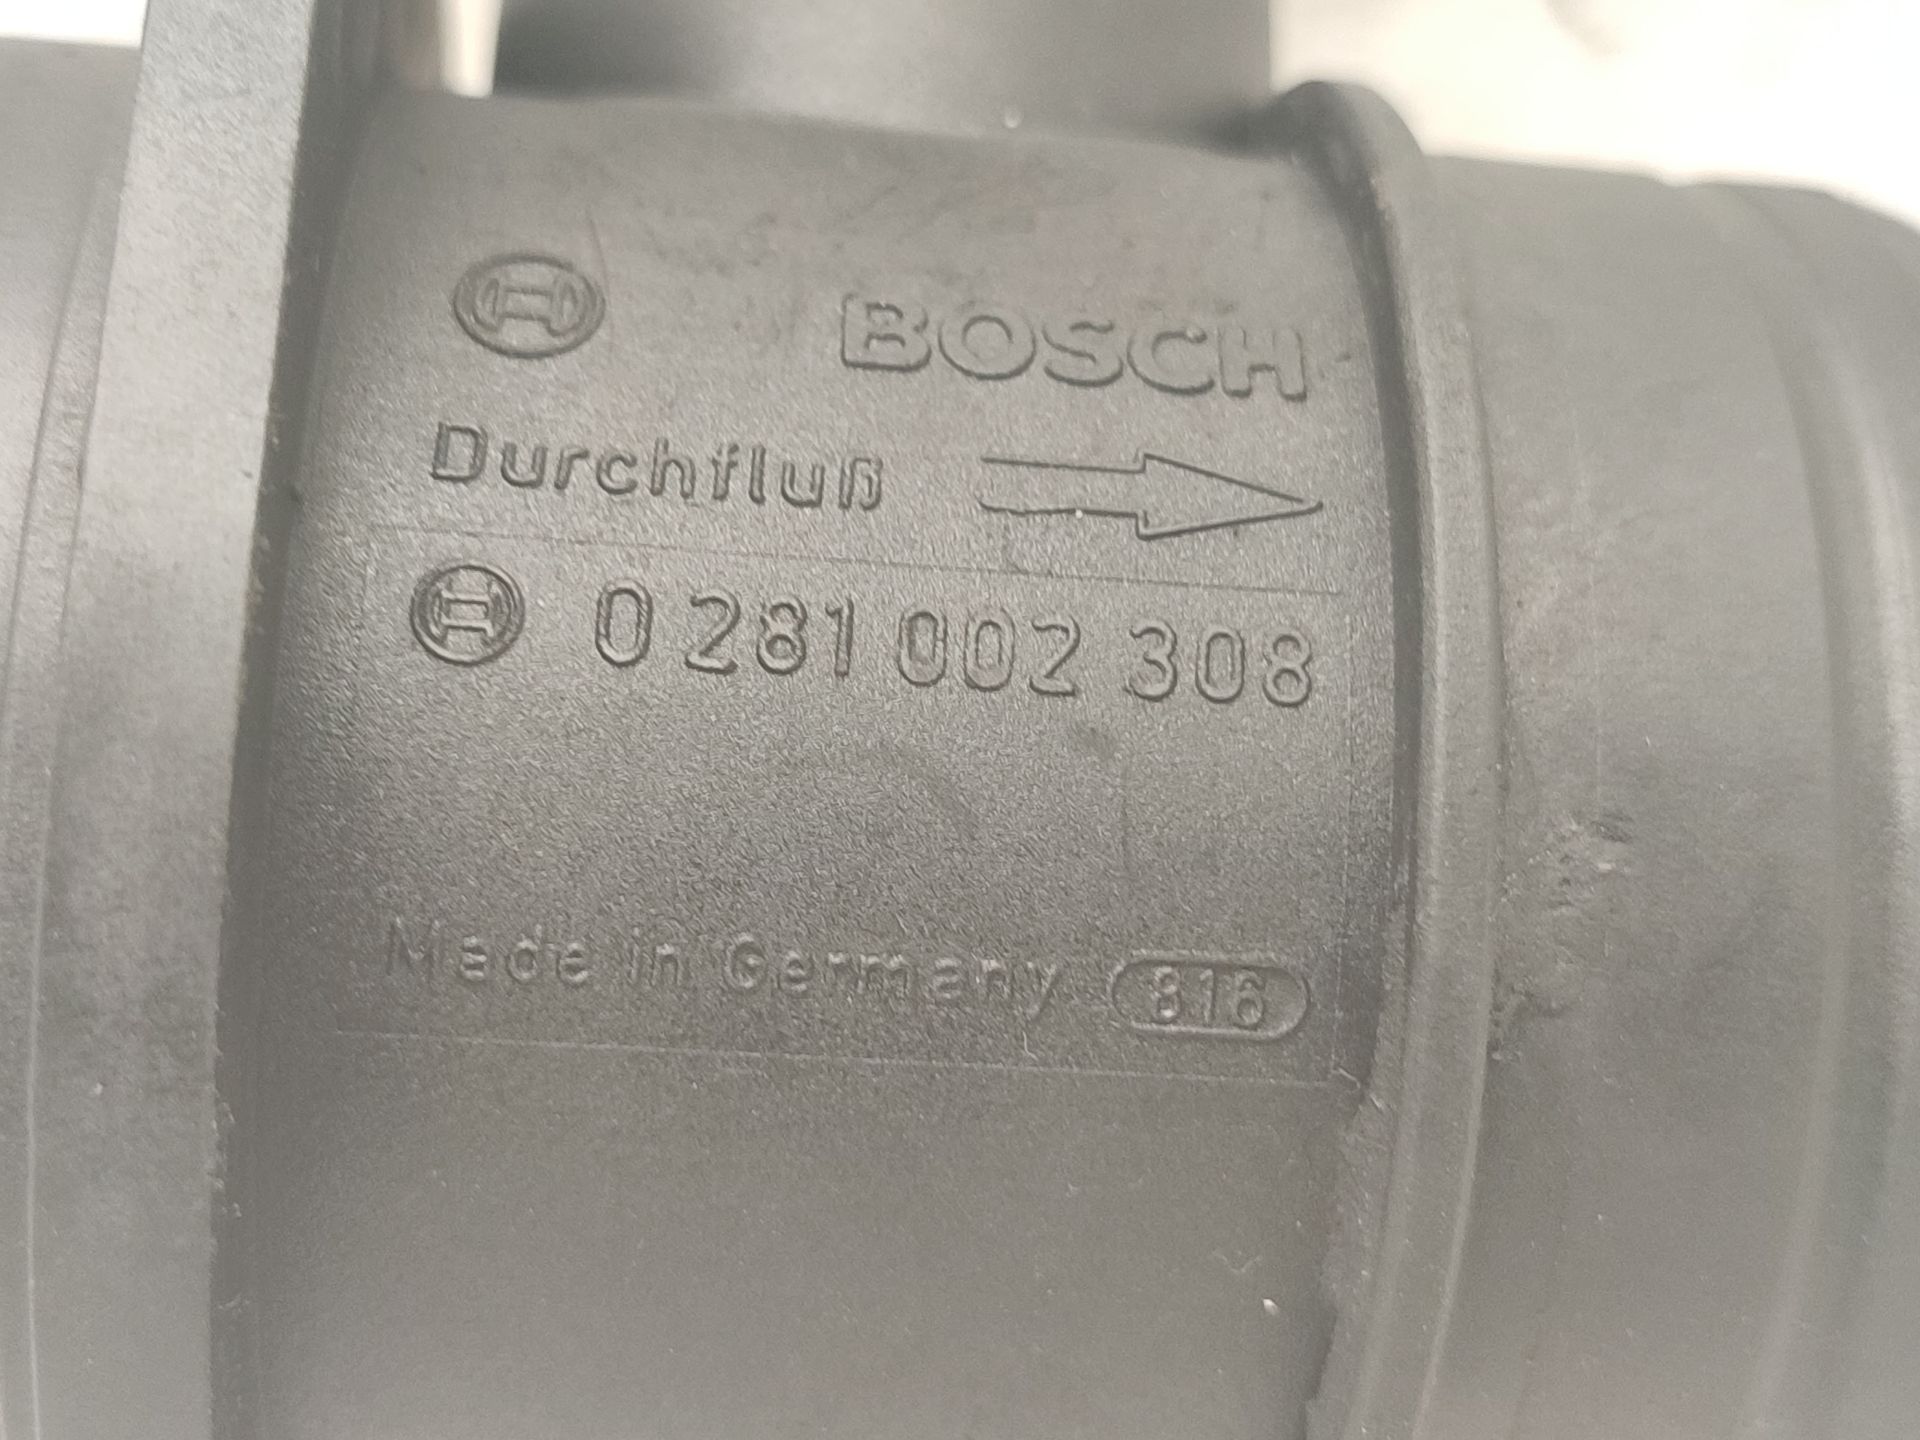 BOSCH
Durchfluß
0 281 002 308
Made in Germany 816